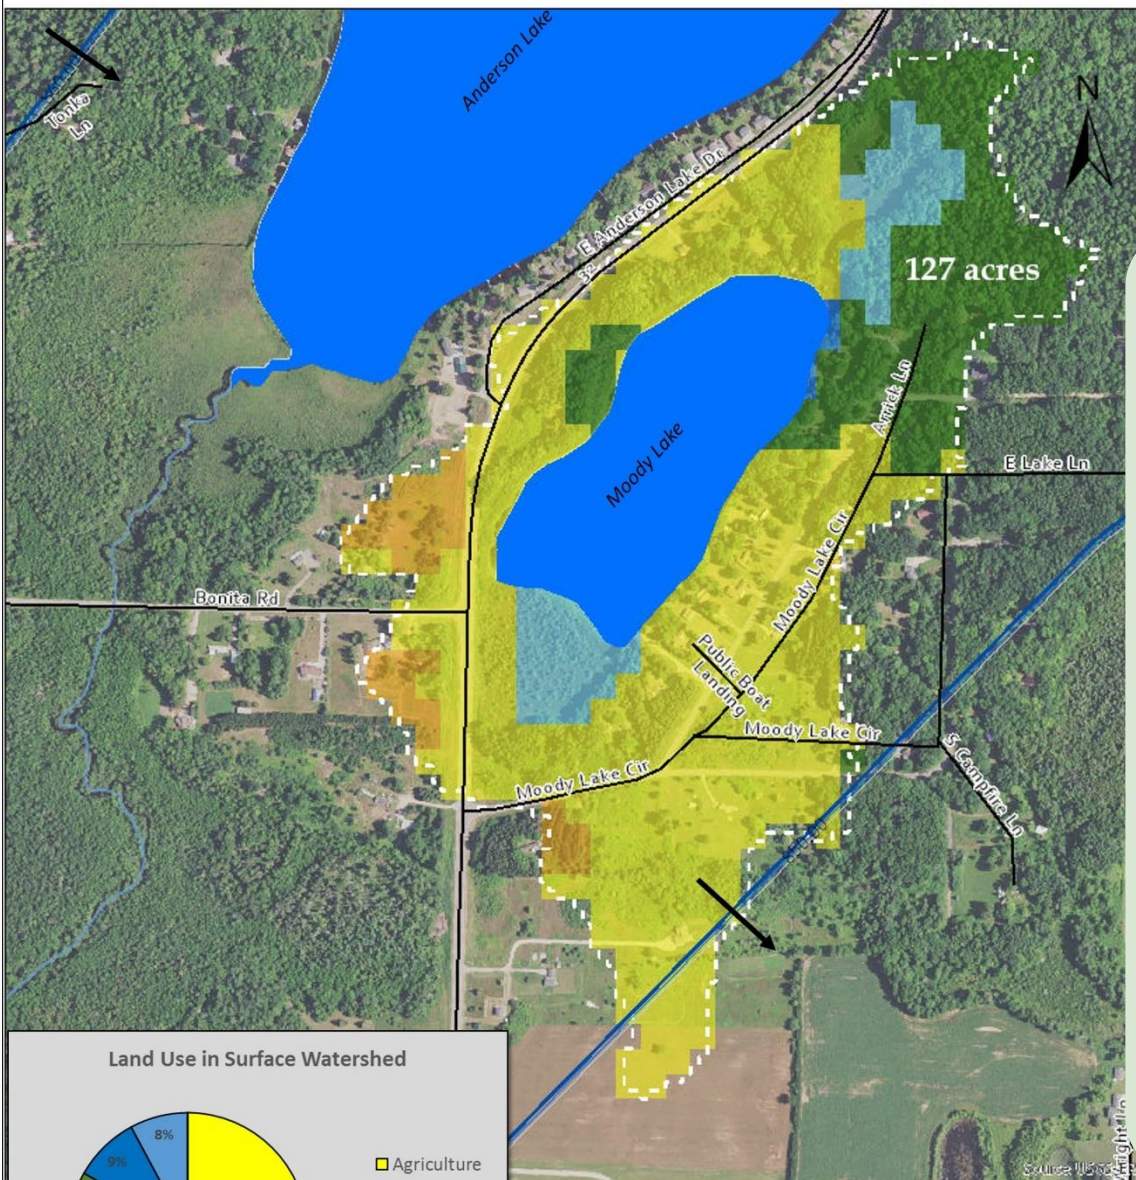 Anderson Lake
Tonka
Ln
N
E Anderson Lake Dr
32
127 acres
Arrick Ln
E Lake Ln
Moody Lake
Moody Lake Cir
Bonita Rd
Public Boat
Landing
Moody Lake Cir
S Campfire Ln
Moody Lake Cir
Land Use in Surface Watershed
8%
9%
Agriculture